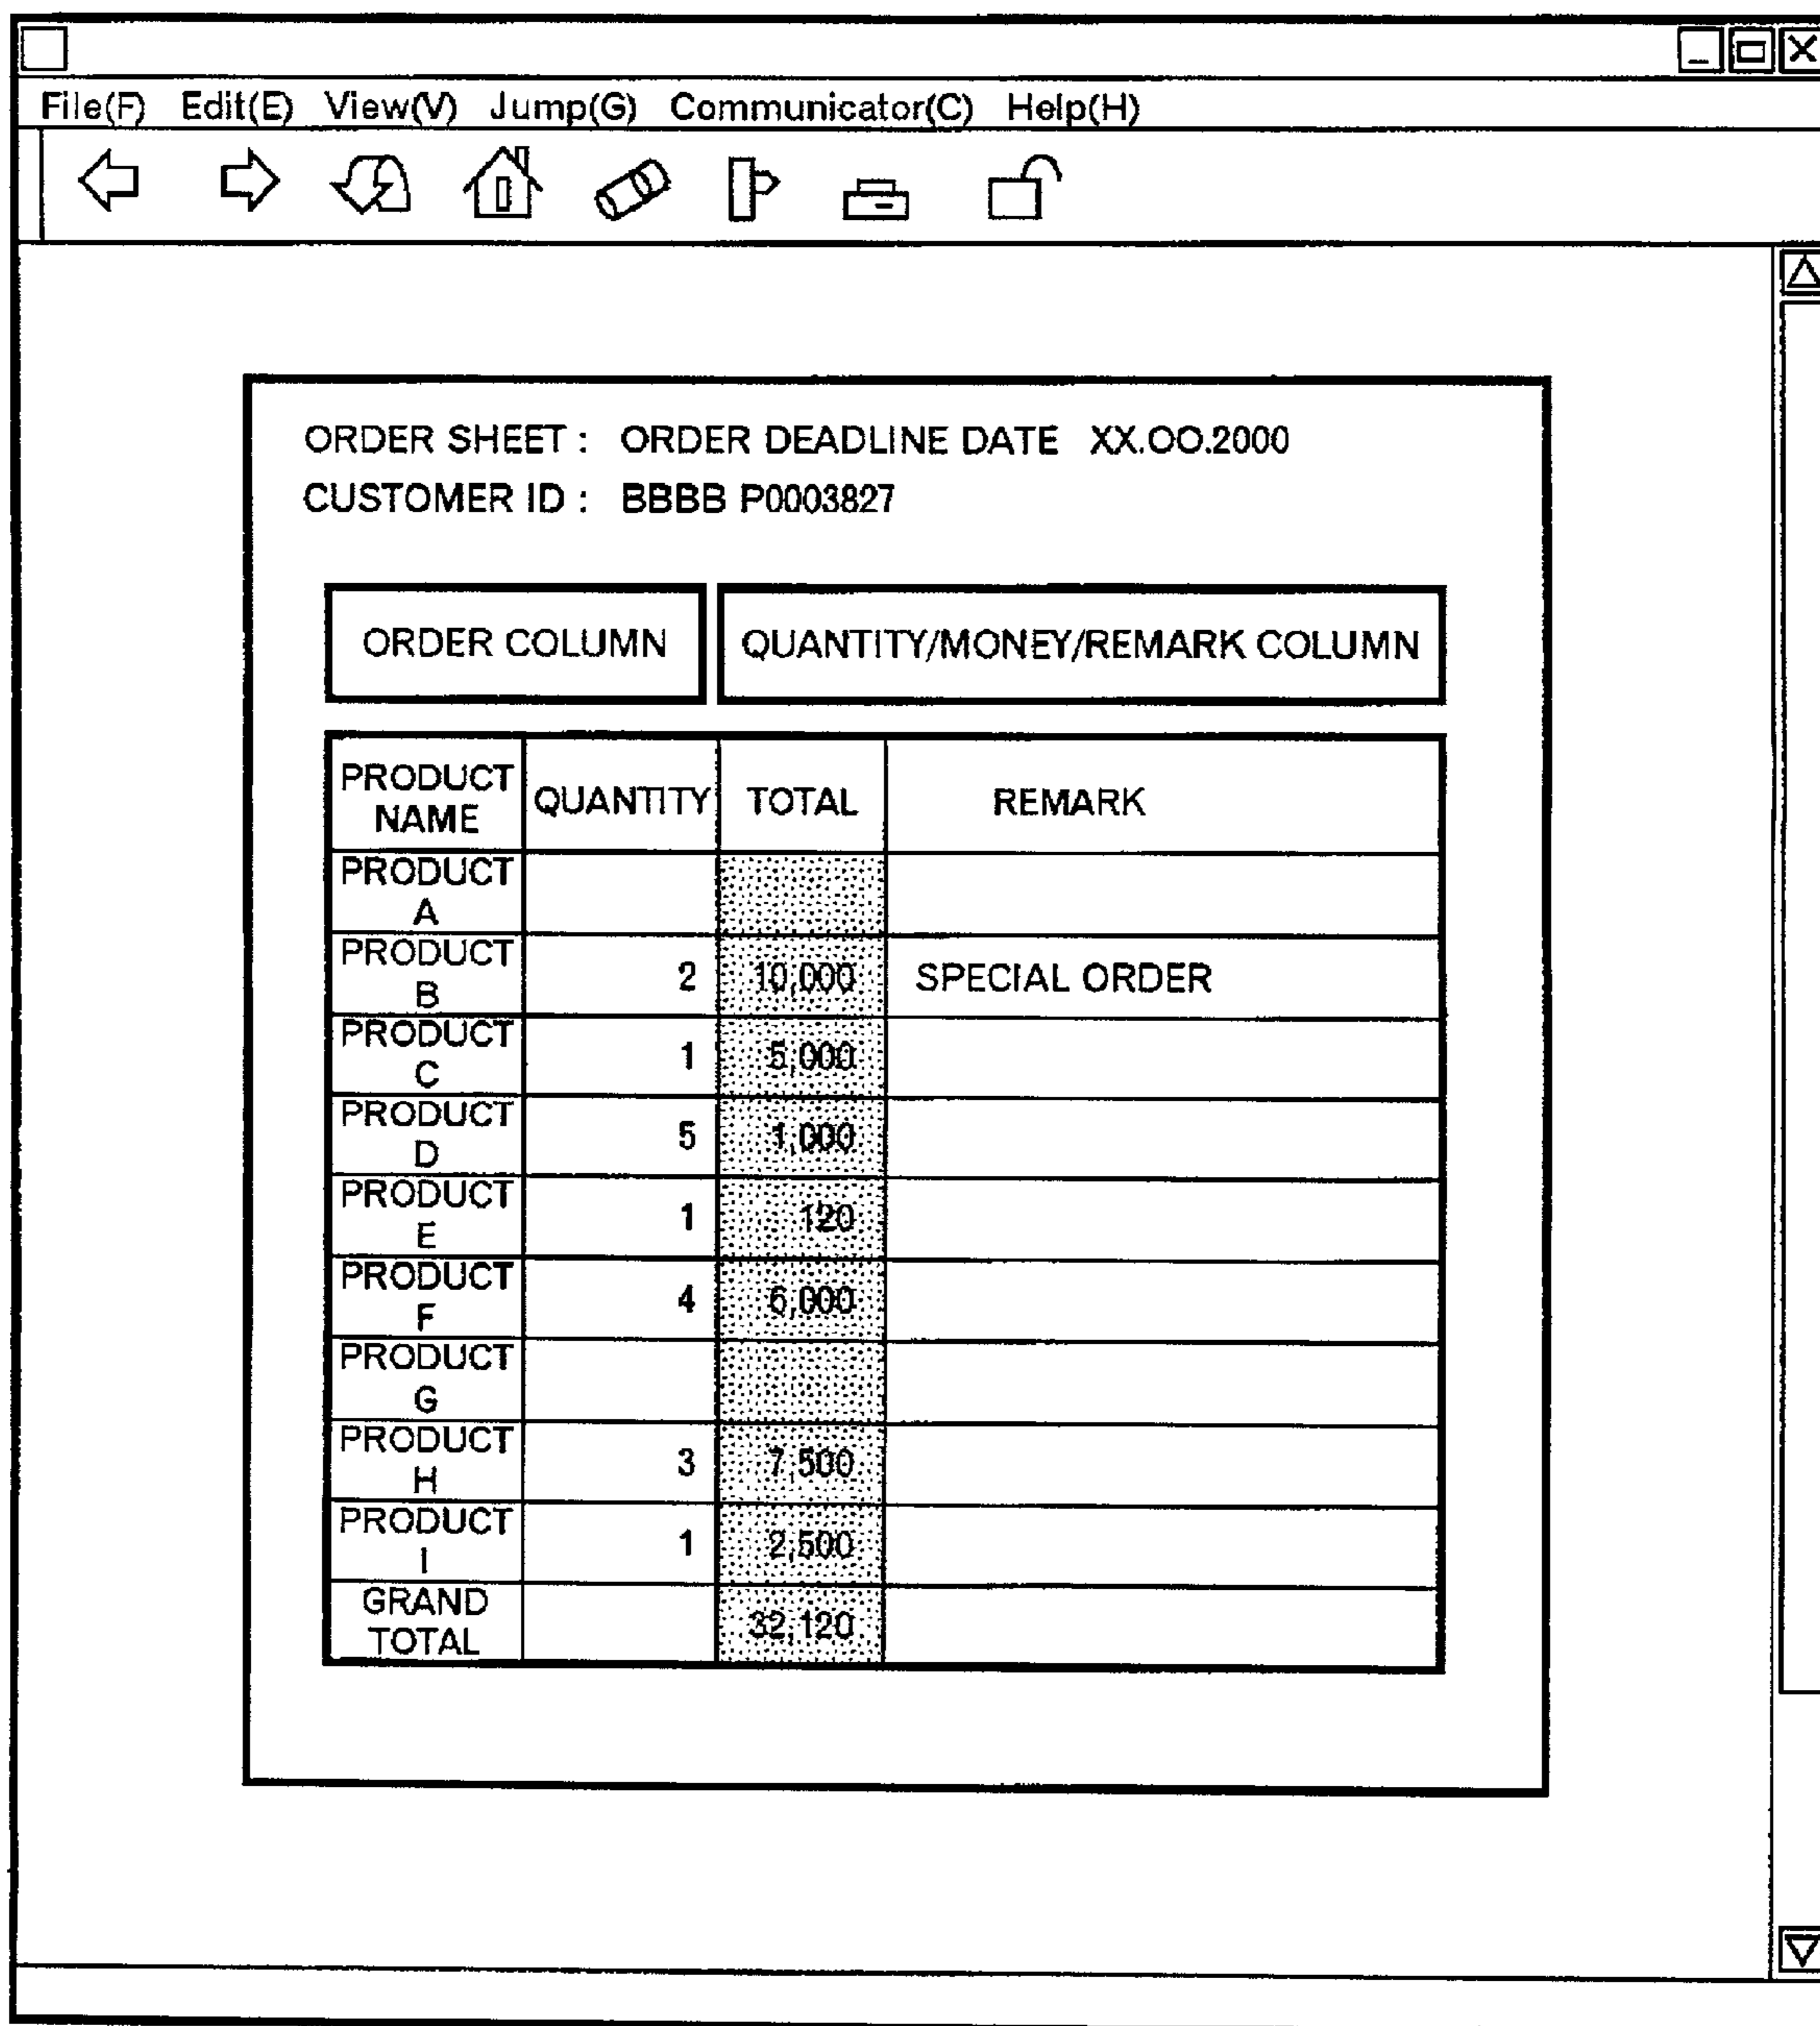 File(F) Edit(E) View(V) Jump(G) Communicator(C) Help(H)
ORDER SHEET : ORDER DEADLINE DATE XX.OO.2000
CUSTOMER ID : BBBB P0003827
ORDER COLUMN QUANTITY/MONEY/REMARK COLUMN
PRODUCT NAME QUANTITY TOTAL REMARK
PRODUCT A
PRODUCT B 2 10,000 SPECIAL ORDER
PRODUCT C 1 5,000
PRODUCT D 5 1,000
PRODUCT E 1 120
PRODUCT F 4 6,000
PRODUCT G
PRODUCT H 3 7,500
PRODUCT I 1 2,500
GRAND TOTAL 32,120